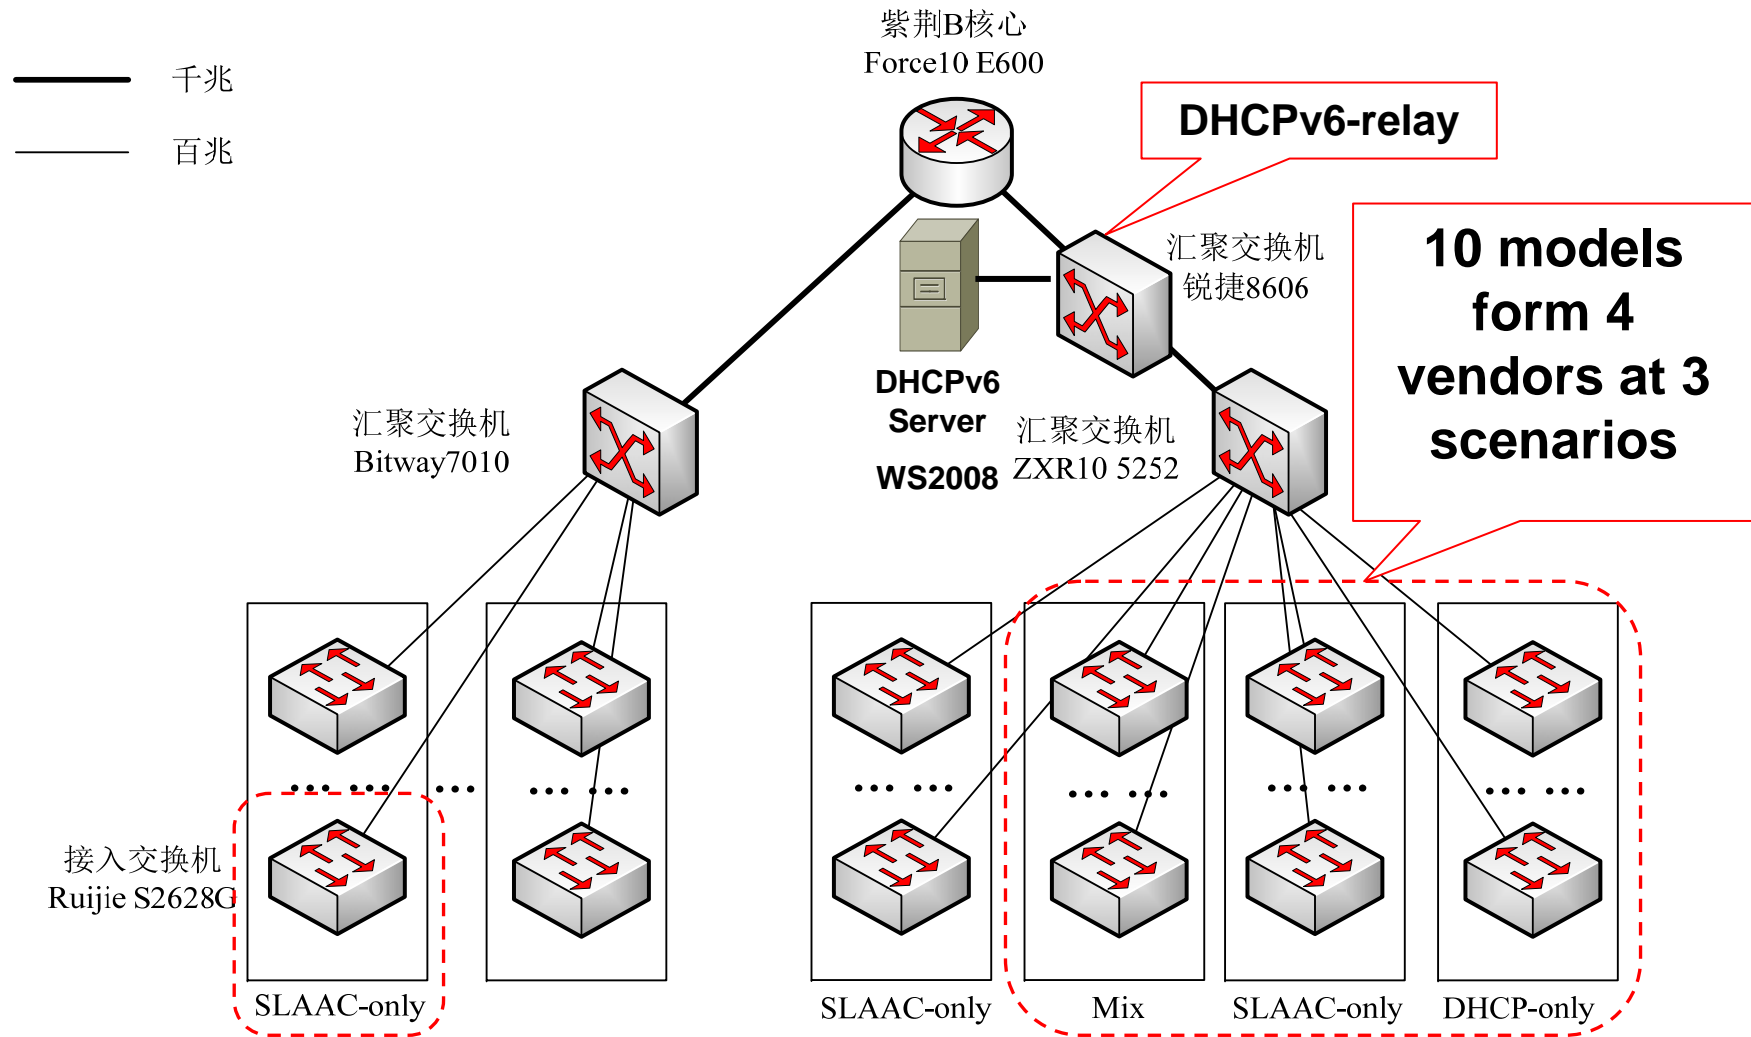 紫荆B核心
Force10 E600
千兆
百兆
DHCPv6-relay
汇聚交换机
锐捷8606
10 models
form 4
vendors at 3
scenarios
DHCPv6
Server
WS2008
汇聚交换机
Bitway7010
汇聚交换机
ZXR10 5252
接入交换机
Ruijie S2628G
SLAAC-only
SLAAC-only
Mix
SLAAC-only
DHCP-only